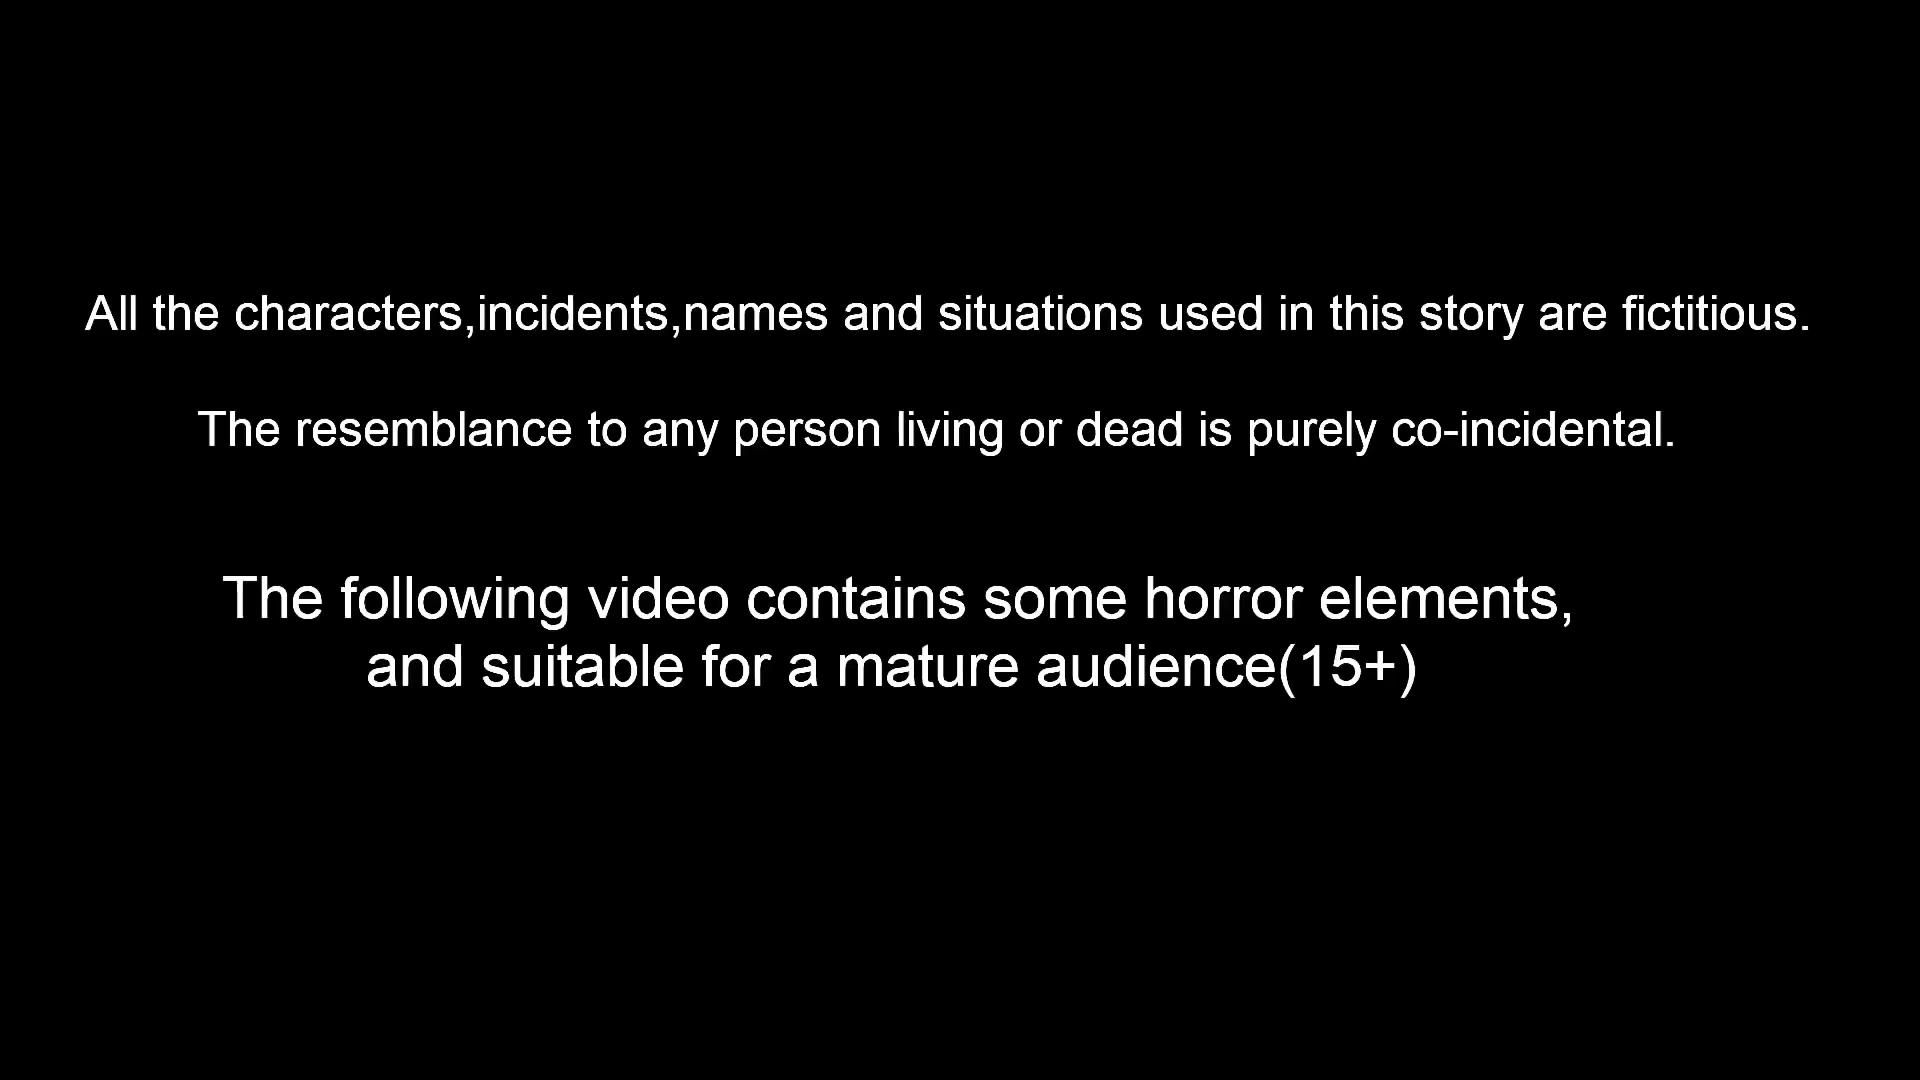 All the characters,incidents,names and situations used in this story are fictitious.
The resemblance to any person living or dead is purely co-incidental.
The following video contains some horror elements,
and suitable for a mature audience(15+)